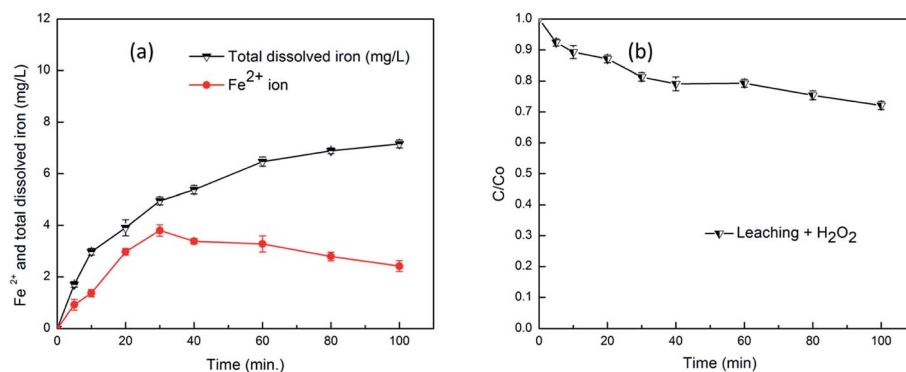 (a)
Total dissolved iron (mg/L)
Fe2+ ion
Fe 2+ and total dissolved iron (mg/L)
12
10
8
6
4
2
0
0 20 40 60 80 100
Time (min.)
(b)
Leaching + H2O2
C/Co
1.0
0.9
0.8
0.7
0.6
0.5
0.4
0.3
0.2
0.1
0.0
0 20 40 60 80 100
Time (min)